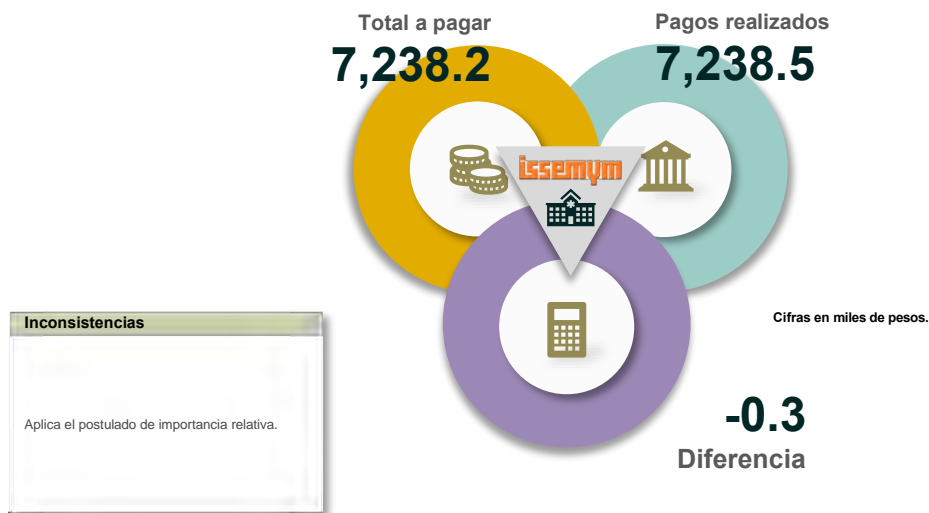 Total a pagar
7,238.2
Pagos realizados
7,238.5
issemym
Inconsistencias
Aplica el postulado de importancia relativa.
Cifras en miles de pesos.
-0.3
Diferencia